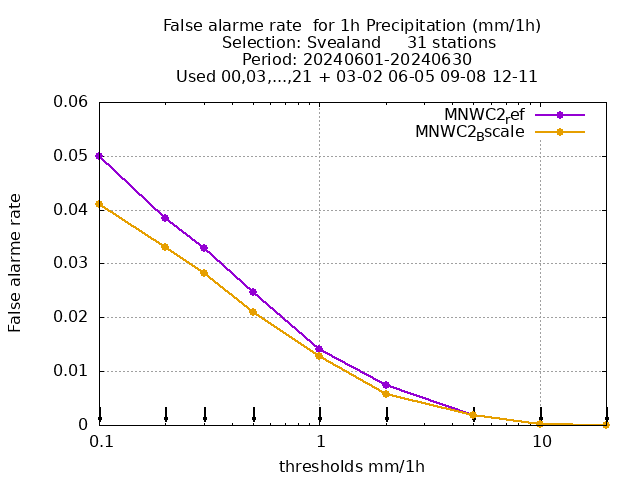 False alarme rate  for 1h Precipitation (mm/1h)
Selection: Svealand     31 stations
Period: 20240601-20240630
Used 00,03,...,21 + 03-02 06-05 09-08 12-11
MNWC2_ref
MNWC2_Bscale
0.06
0.05
0.04
0.03
0.02
0.01
0
False alarme rate
0.1 1 10
thresholds mm/1h